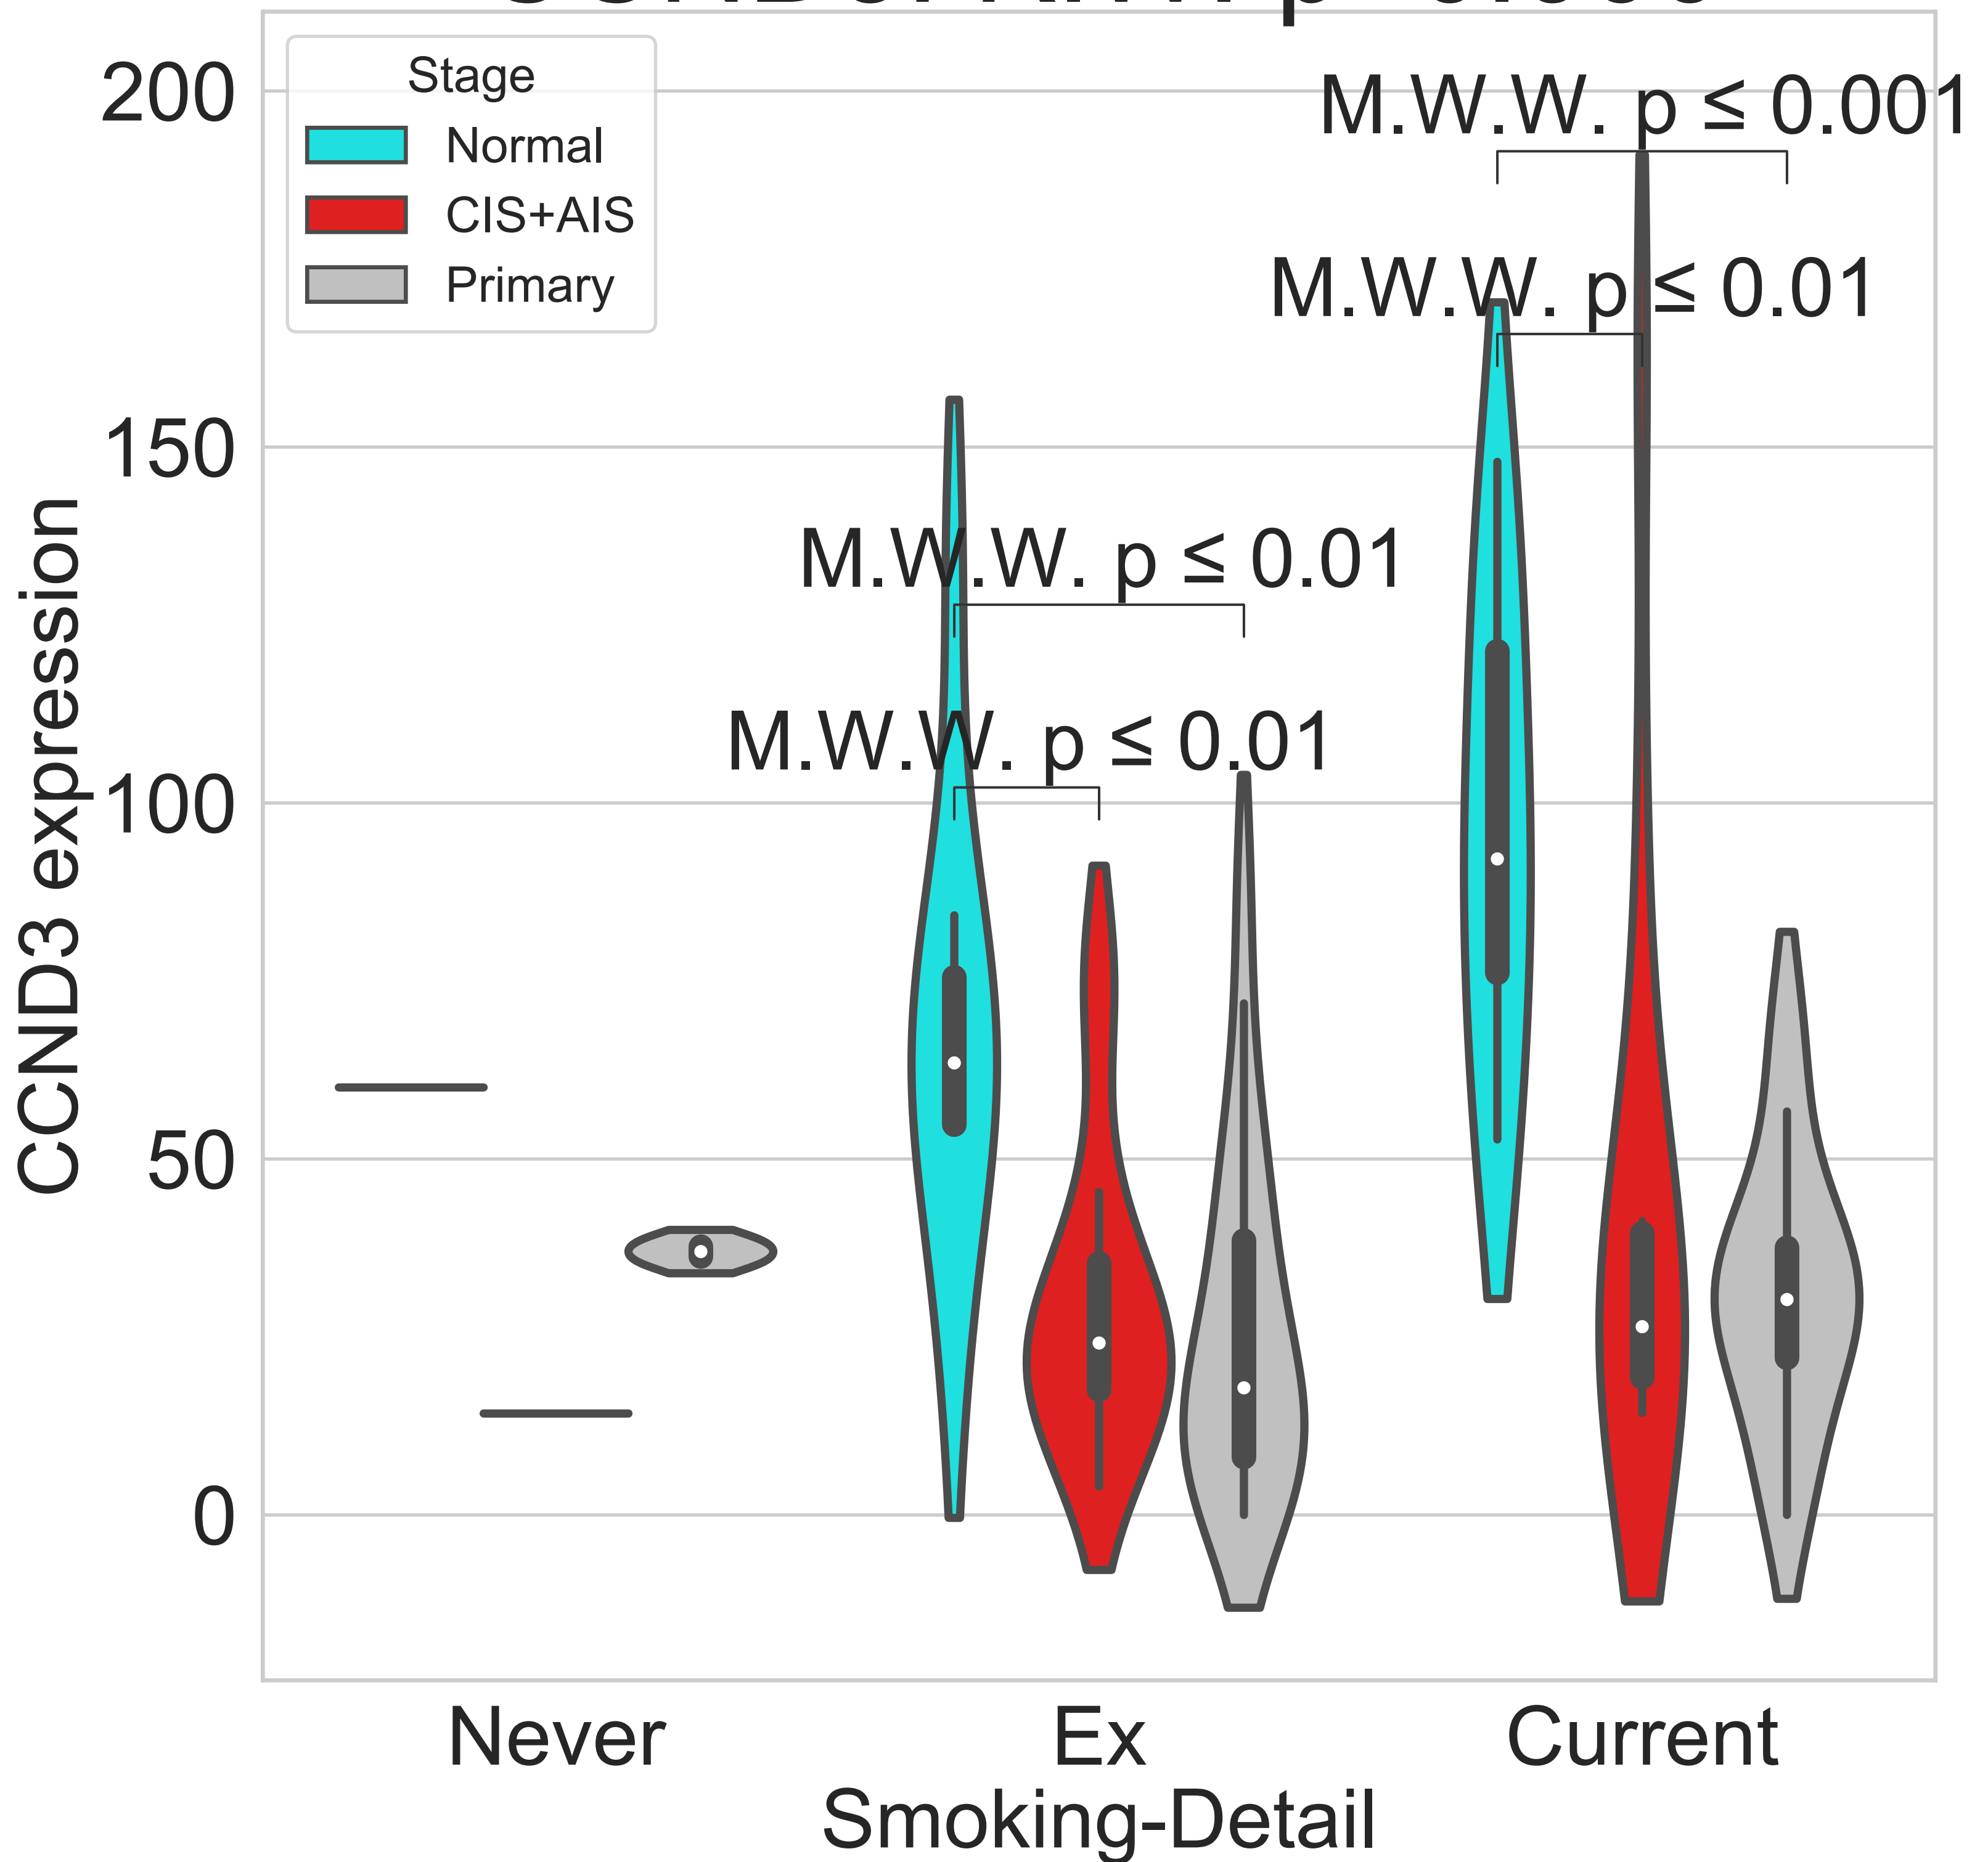 Stage
Normal
CIS+AIS
Primary
M.W.W. p ≤ 0.001
M.W.W. p ≤ 0.01
M.W.W. p ≤ 0.01
M.W.W. p ≤ 0.01
200
150
100
50
0
CCND3 expression
Never
Ex
Current
Smoking-Detail